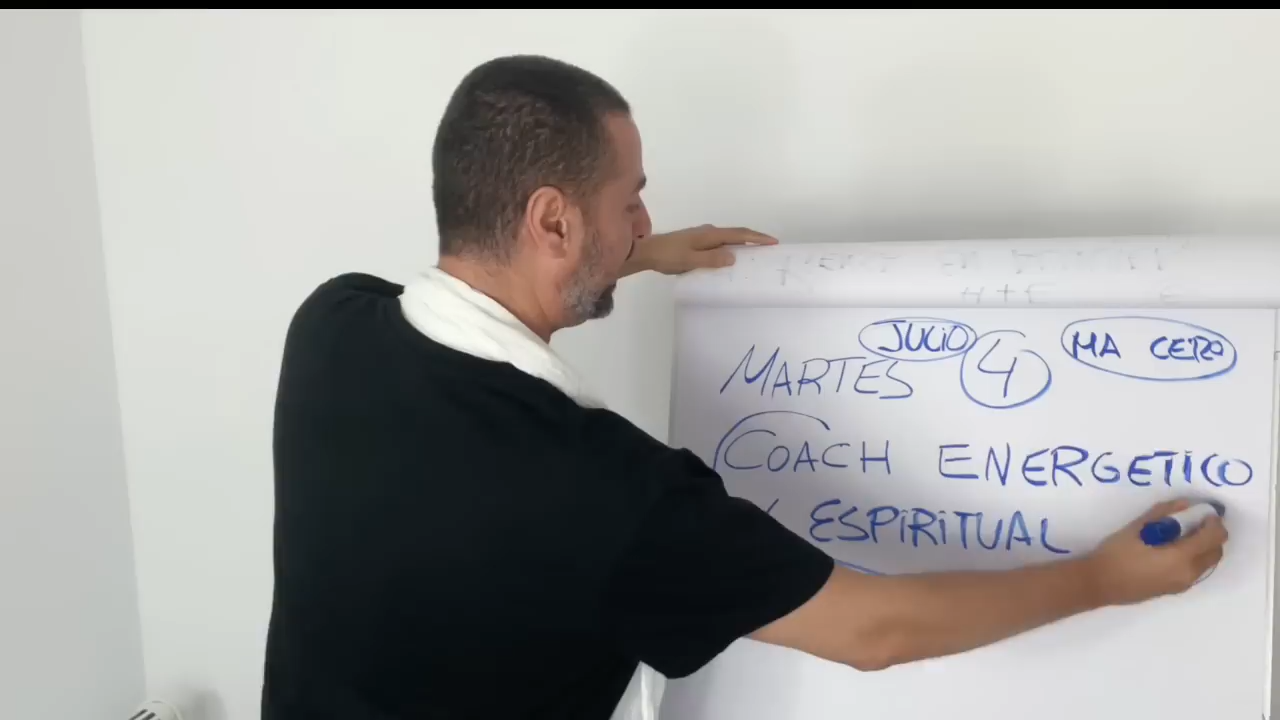 H + E
JULIO
MARTES 4 MA CERO
COACH ENERGETICO
Y ESPIRITUAL